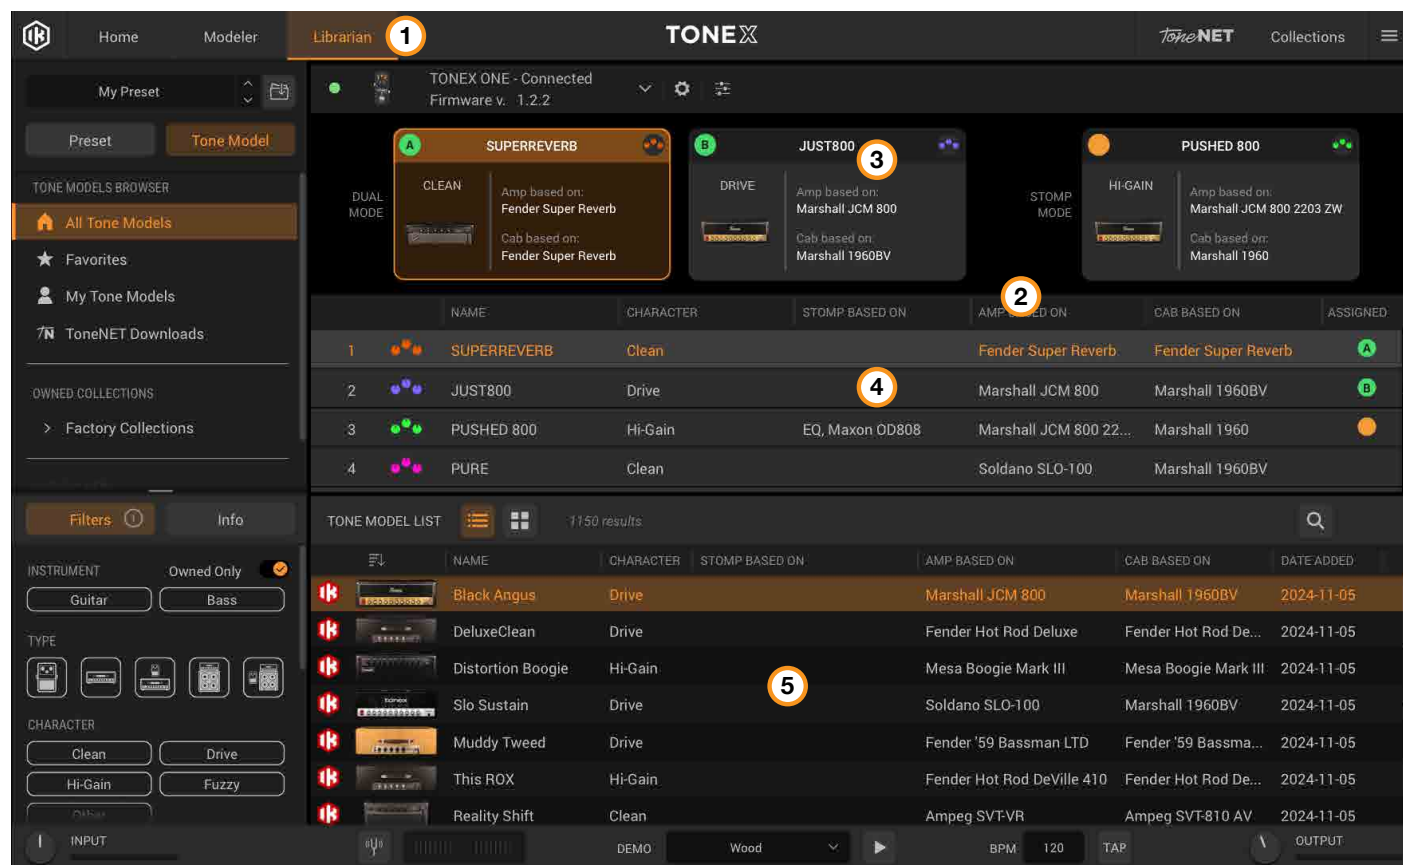 Home Modeler Librarian 1 TONEX ToneNET Collections
My Preset
Preset Tone Model
TONE MODELS BROWSER
All Tone Models
Favorites
My Tone Models
ToneNET Downloads
OWNED COLLECTIONS
Factory Collections
TONEX ONE - Connected
Firmware v. 1.2.2
DUAL
MODE
A SUPERREVERB
CLEAN
Amp based on:
Fender Super Reverb
Cab based on:
Fender Super Reverb
B JUST800
3
DRIVE
Amp based on:
Marshall JCM 800
Cab based on:
Marshall 1960BV
STOMP
MODE
PUSHED 800
HI-GAIN
Amp based on:
Marshall JCM 800 2203 ZW
Cab based on:
Marshall 1960
2
NAME CHARACTER STOMP BASED ON AMP BASED ON CAB BASED ON ASSIGNED
1 SUPERREVERB Clean Fender Super Reverb Fender Super Reverb A
2 JUST800 Drive 4 Marshall JCM 800 Marshall 1960BV B
3 PUSHED 800 Hi-Gain EQ, Maxon OD808 Marshall JCM 800 22... Marshall 1960
4 PURE Clean Soldano SLO-100 Marshall 1960BV
Filters 1 Info
INSTRUMENT Owned Only
Guitar Bass
TYPE
CHARACTER
Clean Drive
Hi-Gain Fuzzy
Other
TONE MODEL LIST 1150 results
NAME CHARACTER STOMP BASED ON AMP BASED ON CAB BASED ON DATE ADDED
Black Angus Drive Marshall JCM 800 Marshall 1960BV 2024-11-05
DeluxeClean Drive Fender Hot Rod Deluxe Fender Hot Rod De... 2024-11-05
Distortion Boogie Hi-Gain Mesa Boogie Mark III Mesa Boogie Mark III 2024-11-05
5
Slo Sustain Drive Soldano SLO-100 Marshall 1960BV 2024-11-05
Muddy Tweed Drive Fender '59 Bassman LTD Fender '59 Bassma... 2024-11-05
This ROX Hi-Gain Fender Hot Rod DeVille 410 Fender Hot Rod De... 2024-11-05
Reality Shift Clean Ampeg SVT-VR Ampeg SVT-810 AV 2024-11-05
INPUT DEMO Wood BPM 120 TAP OUTPUT